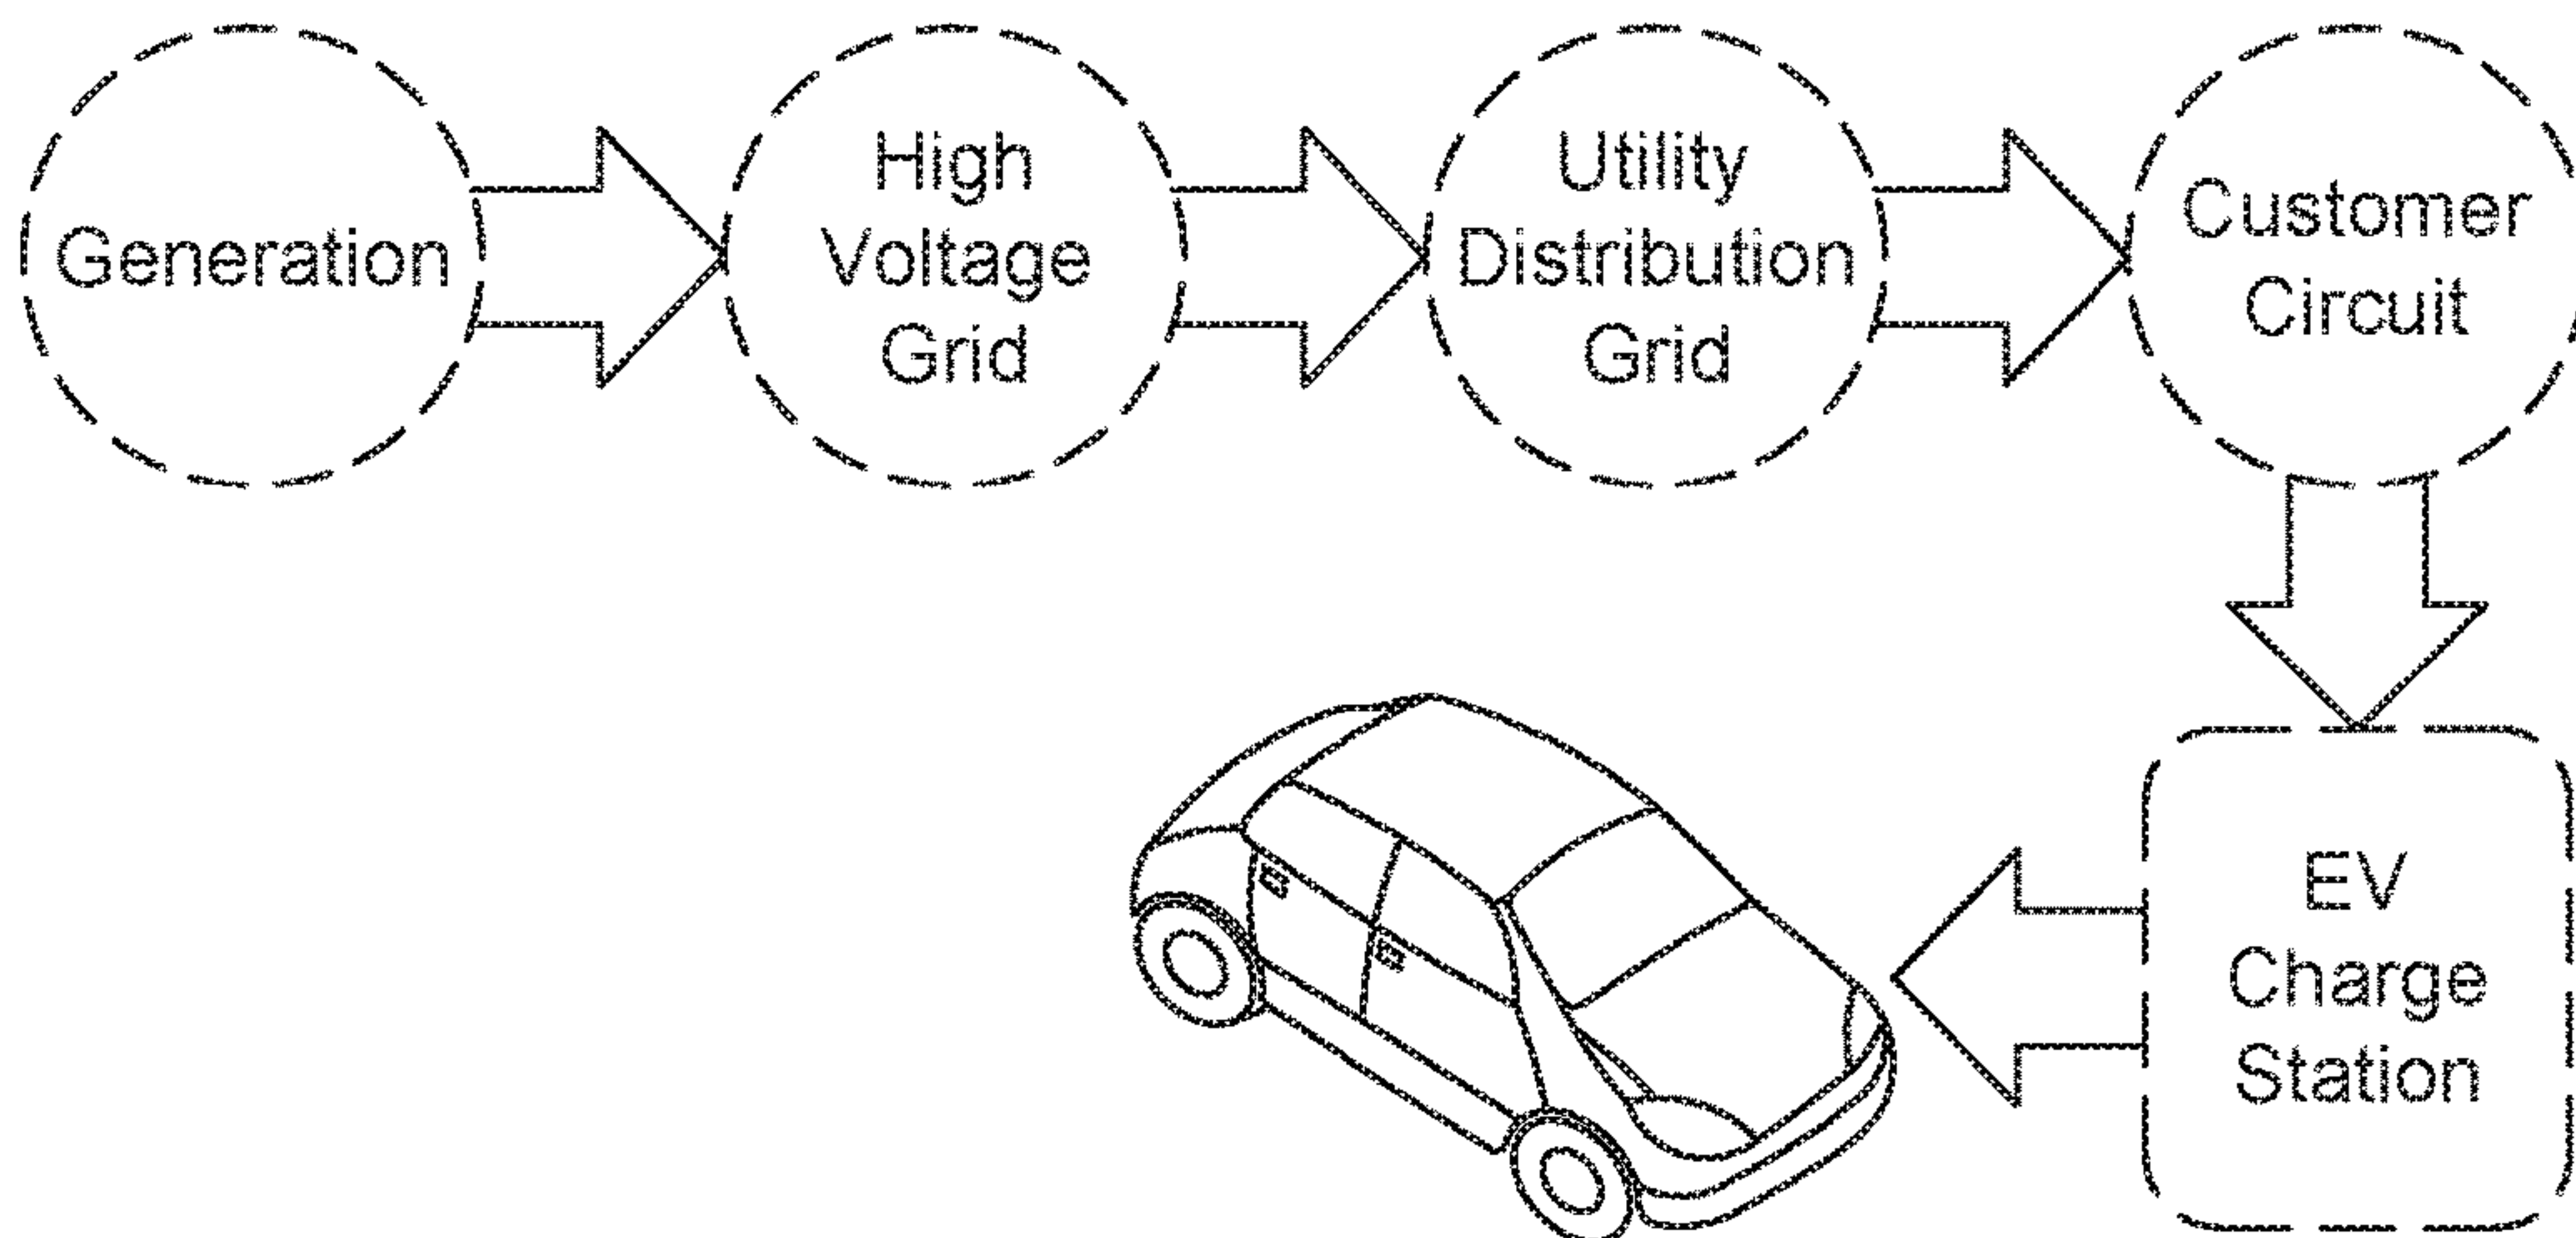 Generation
High
Voltage
Grid
Utility
Distribution
Grid
Customer
Circuit
EV
Charge
Station